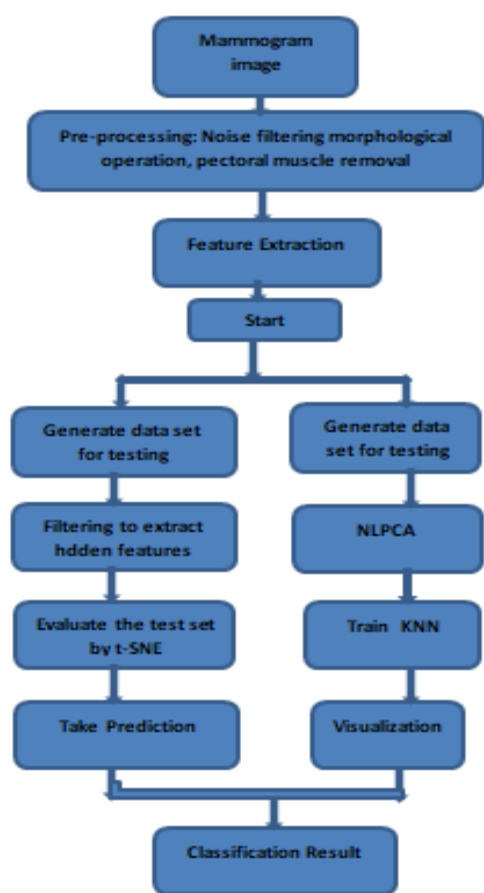 Mammogram
image
Pre-processing: Noise filtering morphological
operation, pectoral muscle removal
Feature Extraction
Start
Generate data set
for testing
Filtering to extract
hdden features
Evaluate the test set
by t-SNE
Take Prediction
Generate data
set for testing
NLPCA
Train KNN
Visualization
Classification Result